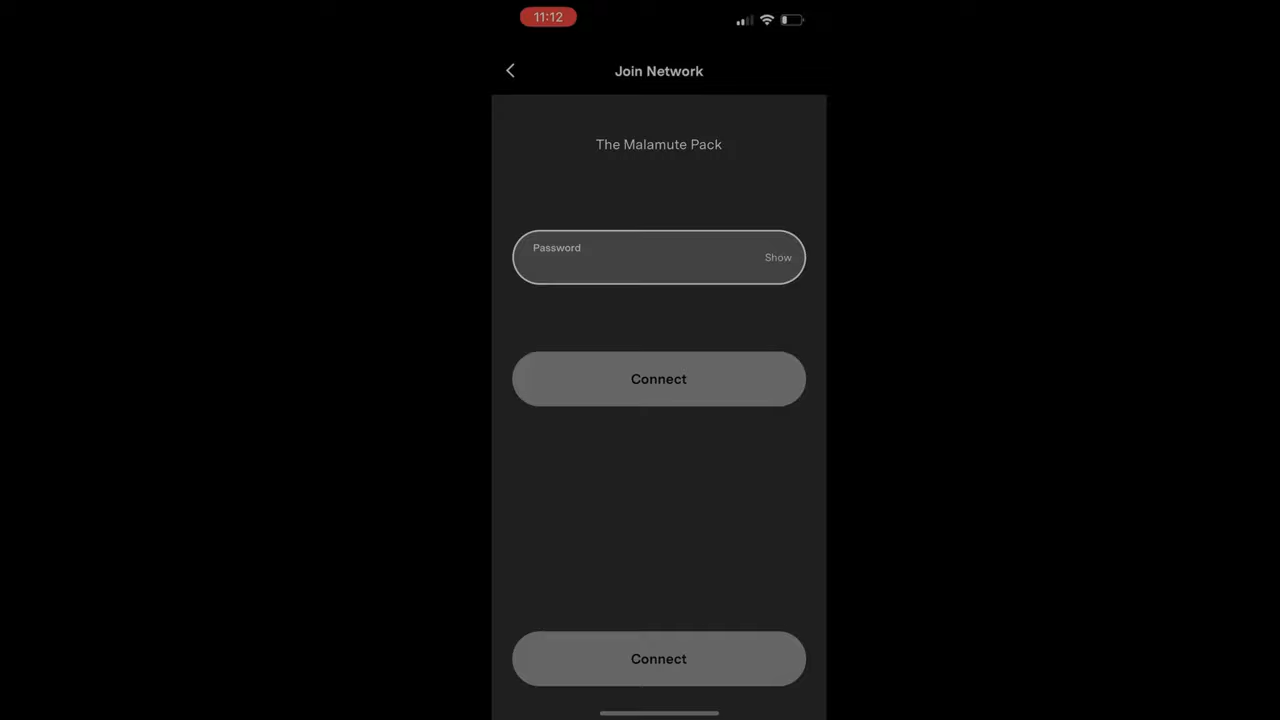 11:12
Join Network
The Malamute Pack
Password
Show
Connect
Connect